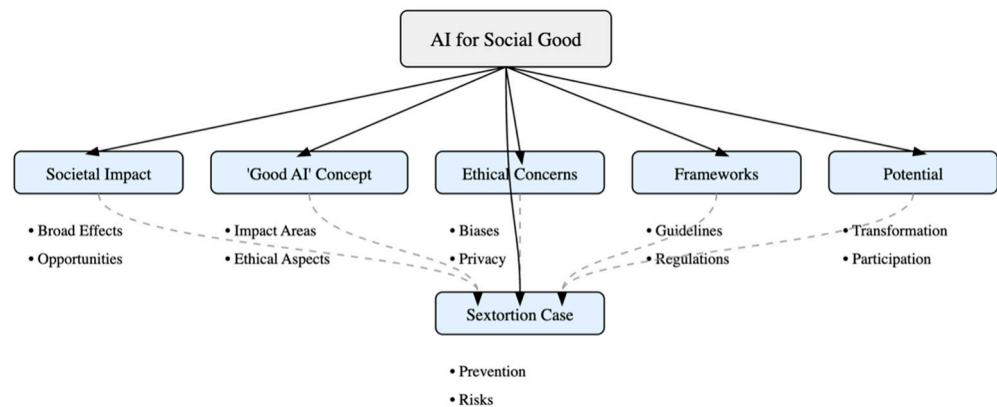 AI for Social Good
Societal Impact
'Good AI' Concept
Ethical Concerns
Frameworks
Potential
• Broad Effects
• Opportunities
• Impact Areas
• Ethical Aspects
• Biases
• Privacy
• Guidelines
• Regulations
• Transformation
• Participation
Sextortion Case
• Prevention
• Risks